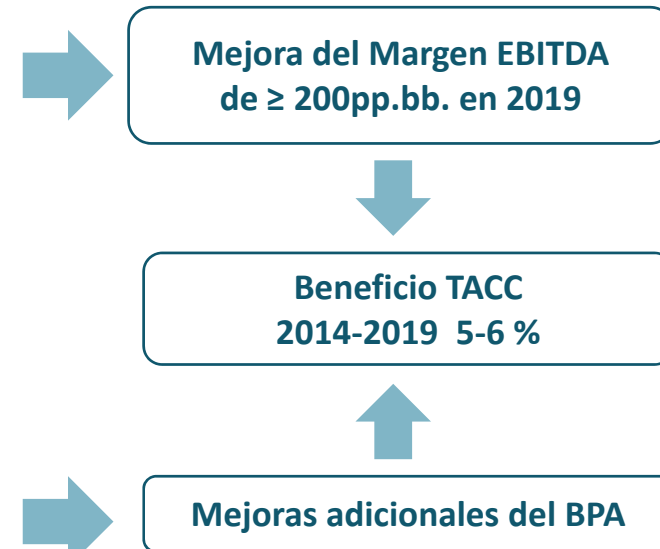 Mejora del Margen EBITDA
de ≥ 200pp.bb. en 2019
Beneficio TACC
2014-2019 5-6 %
Mejoras adicionales del BPA